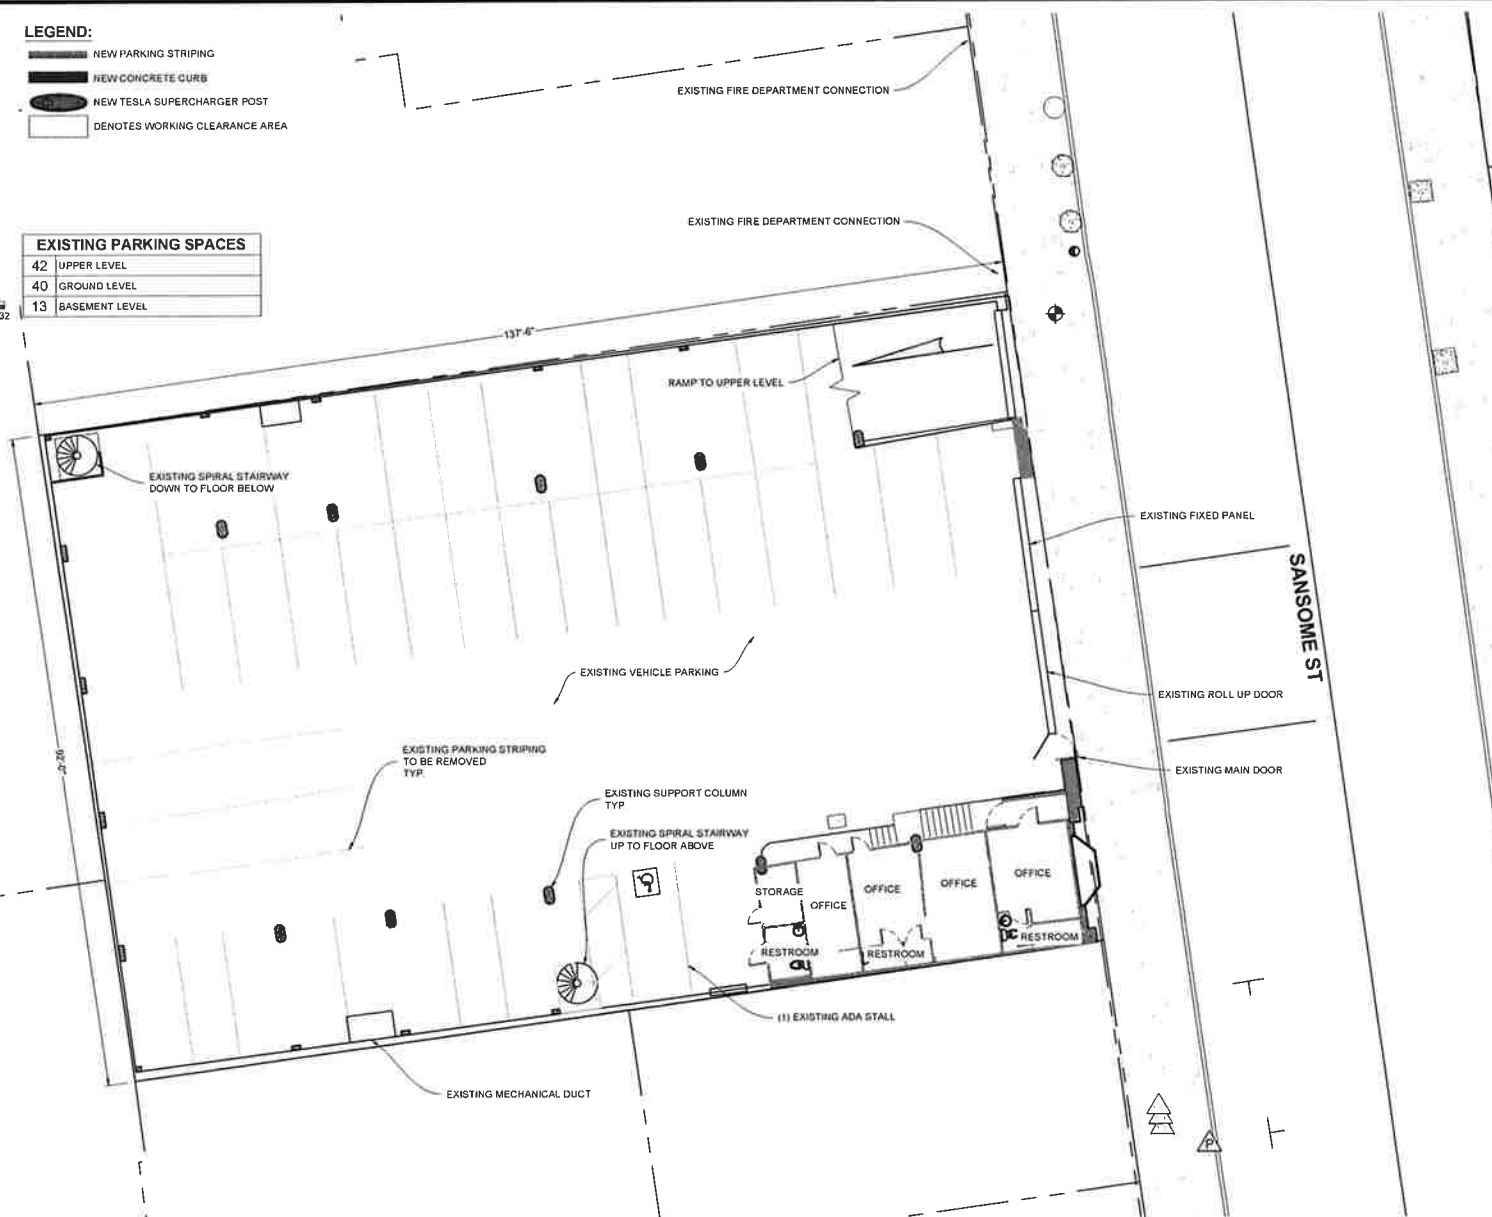 LEGEND:
NEW PARKING STRIPING
NEW CONCRETE CURB
NEW TESLA SUPERCHARGER POST
DENOTES WORKING CLEARANCE AREA
EXISTING FIRE DEPARTMENT CONNECTION
EXISTING FIRE DEPARTMENT CONNECTION
EXISTING PARKING SPACES
42 UPPER LEVEL
40 GROUND LEVEL
13 BASEMENT LEVEL
32
137'-6"
RAMP TO UPPER LEVEL
EXISTING SPIRAL STAIRWAY
DOWN TO FLOOR BELOW
EXISTING FIXED PANEL
SANSOME ST
EXISTING VEHICLE PARKING
EXISTING ROLL UP DOOR
92'-0"
EXISTING PARKING STRIPING
TO BE REMOVED
TYP.
EXISTING MAIN DOOR
EXISTING SUPPORT COLUMN
TYP
EXISTING SPIRAL STAIRWAY
UP TO FLOOR ABOVE
STORAGE
OFFICE
OFFICE
OFFICE
OFFICE
RESTROOM
RESTROOM
RESTROOM
(1) EXISTING ADA STALL
EXISTING MECHANICAL DUCT
P